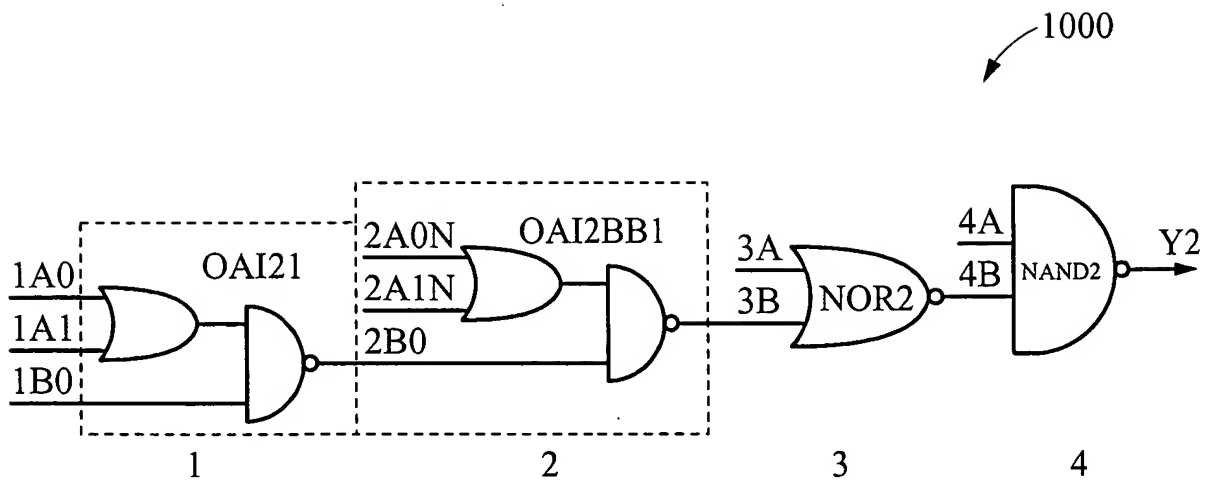 1000
OAI21
1A0
1A1
1B0
OAI2BB1
2A0N
2A1N
2B0
3A
3B
NOR2
4A
4B
NAND2
Y2
1
2
3
4